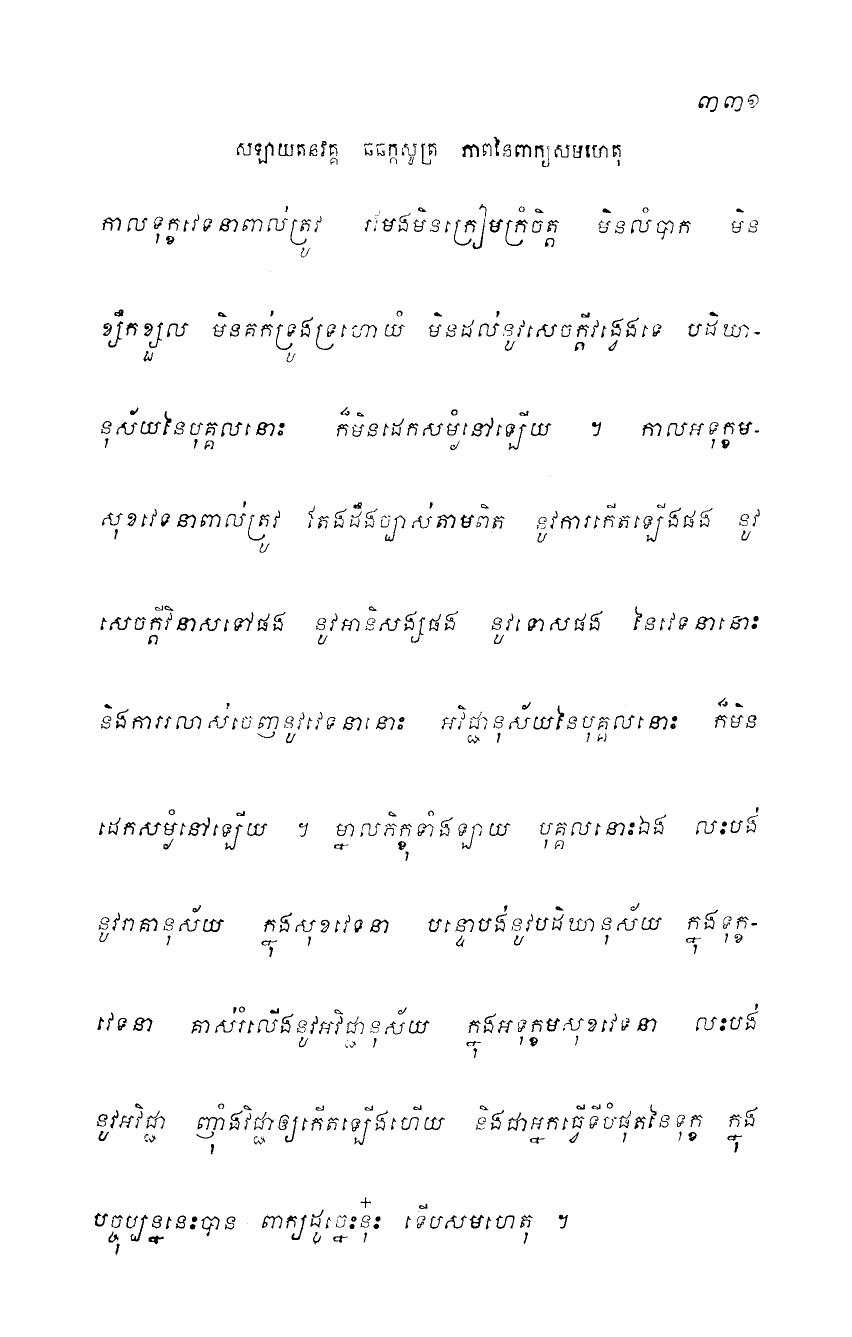 ៣៣១
សឡាយតនវគ្គ ឆឆក្កសូត្រ ភាពនៃពាក្យសមហេតុ
កាលទុក្ខវេទនាពាល់ត្រូវ រមែងមិនក្រៀមក្រំចិត្ត មិនលំបាក មិន
ខ្សឹកខ្សួល មិនគក់ទ្រូងទ្រហោយំ មិនដល់នូវសេចក្តីវង្វេងទេ បដិឃា-
នុស័យនៃបុគ្គលនោះ ក៏មិនដេកសម្ងំនៅឡើយ ។ កាលអទុក្ខម-
សុខវេទនាពាល់ត្រូវ តែងដឹងច្បាស់តាមពិត នូវការកើតឡើងផង នូវ
សេចក្តីវិនាសទៅផង នូវអានិសង្សផង នូវទោសផង នៃវេទនានោះ
និងការរលាស់ចេញនូវវេទនានោះ អវិជ្ជានុស័យនៃបុគ្គលនោះ ក៏មិន
ដេកសម្ងំនៅឡើយ ។ ម្នាលភិក្ខុទាំងឡាយ បុគ្គលនោះឯង លះបង់
នូវរាគានុស័យ ក្នុងសុខវេទនា បន្ទោបង់នូវបដិឃានុស័យ ក្នុងទុក្ខ-
វេទនា គាស់រំលើងនូវអវិជ្ជានុស័យ ក្នុងអទុក្ខមសុខវេទនា លះបង់
នូវអវិជ្ជា ញុំាងវិជ្ជាឲ្យកើតឡើងហើយ និងជាអ្នកធ្វើទីបំផុតនៃទុក្ខ ក្នុង
បច្ចុប្បន្ននេះបាន ពាក្យដូច្នេះនុ៎ះ ទើបសមហេតុ ។